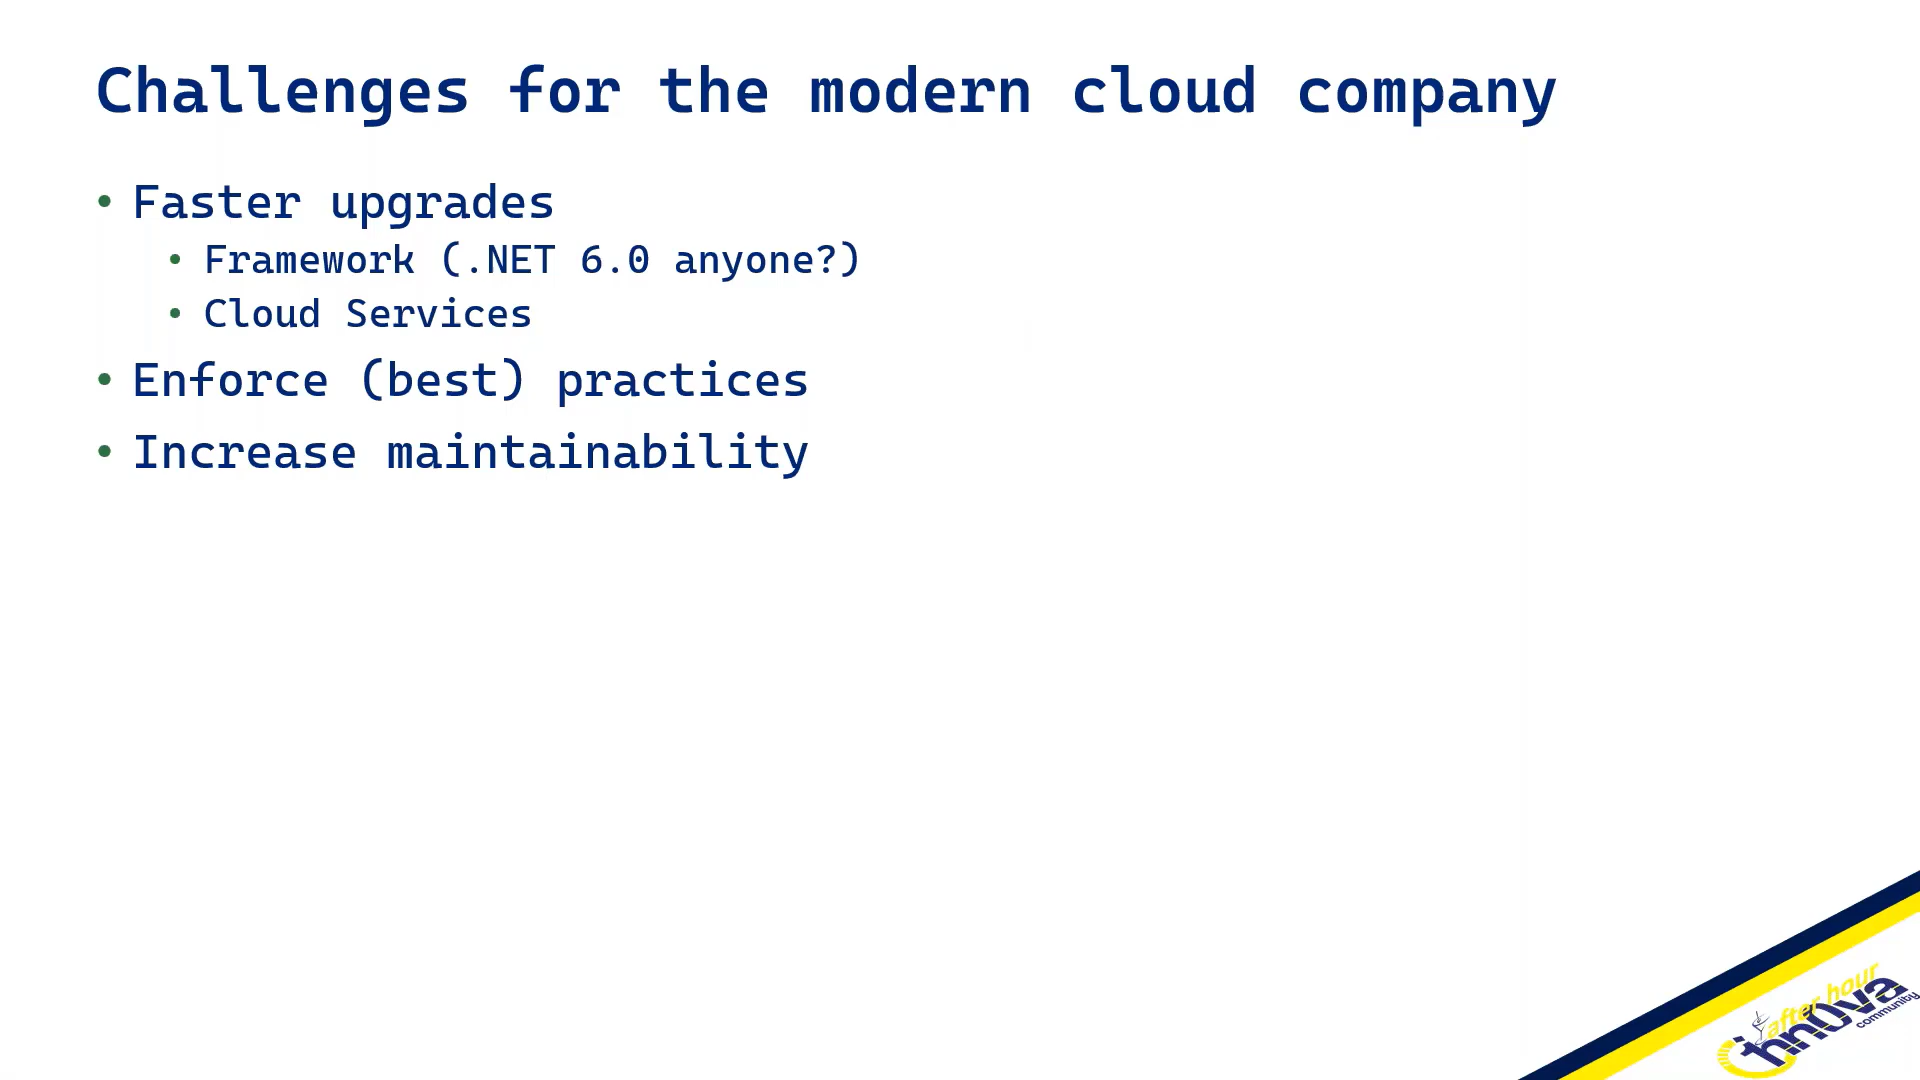 Challenges for the modern cloud company
• Faster upgrades
• Framework (.NET 6.0 anyone?)
• Cloud Services
• Enforce (best) practices
• Increase maintainability
after hour
community